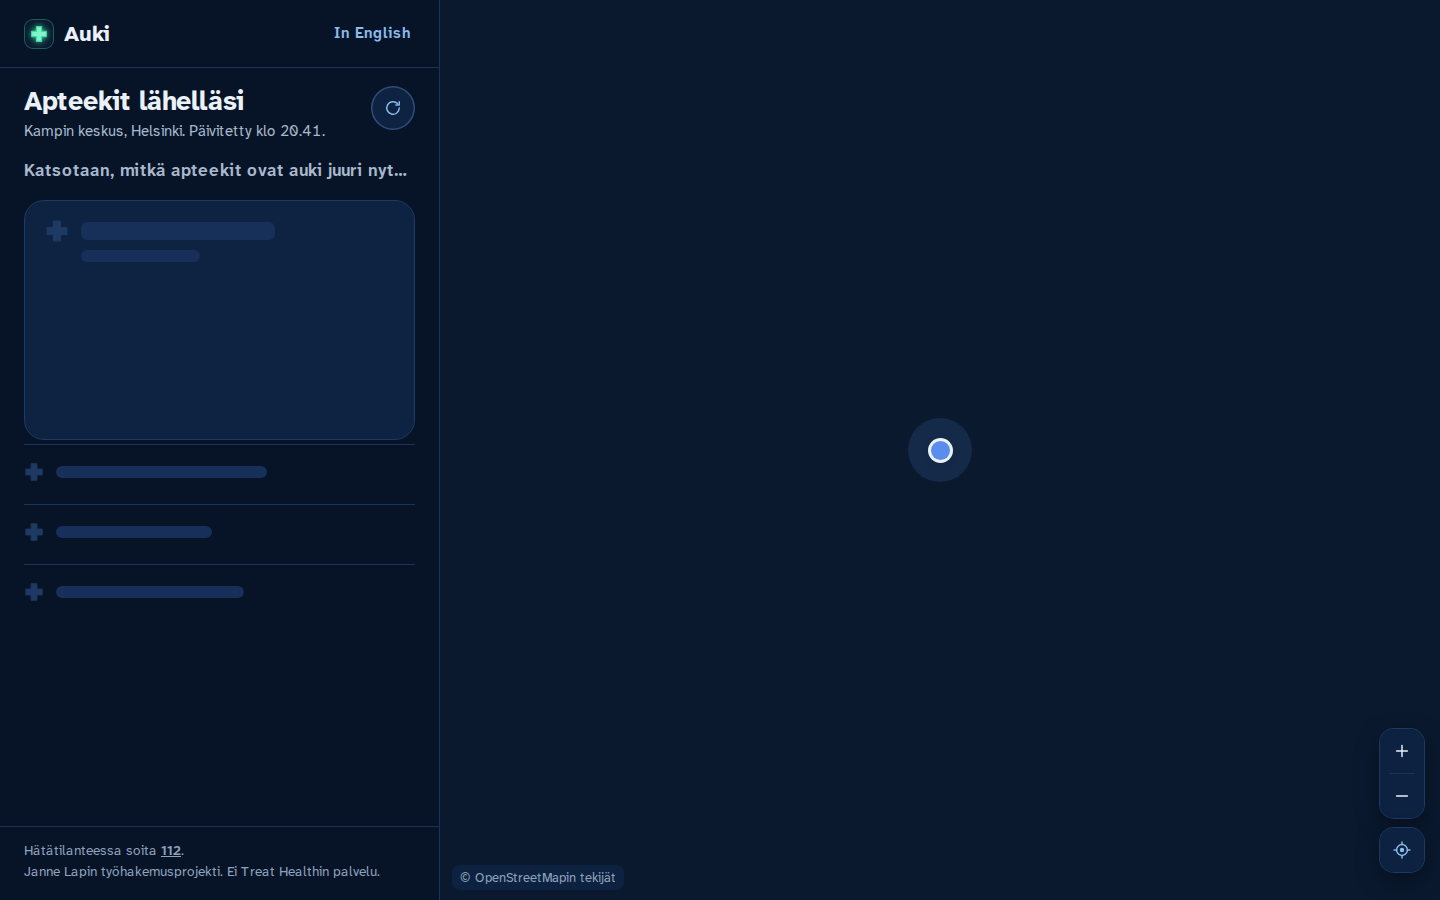 Auki
In English
Apteekit lähelläsi
Kampin keskus, Helsinki. Päivitetty klo 20.41.
Katsotaan, mitkä apteekit ovat auki juuri nyt…
Hätätilanteessa soita 112.
Janne Lapin työhakemusprojekti. Ei Treat Healthin palvelu.
© OpenStreetMapin tekijät